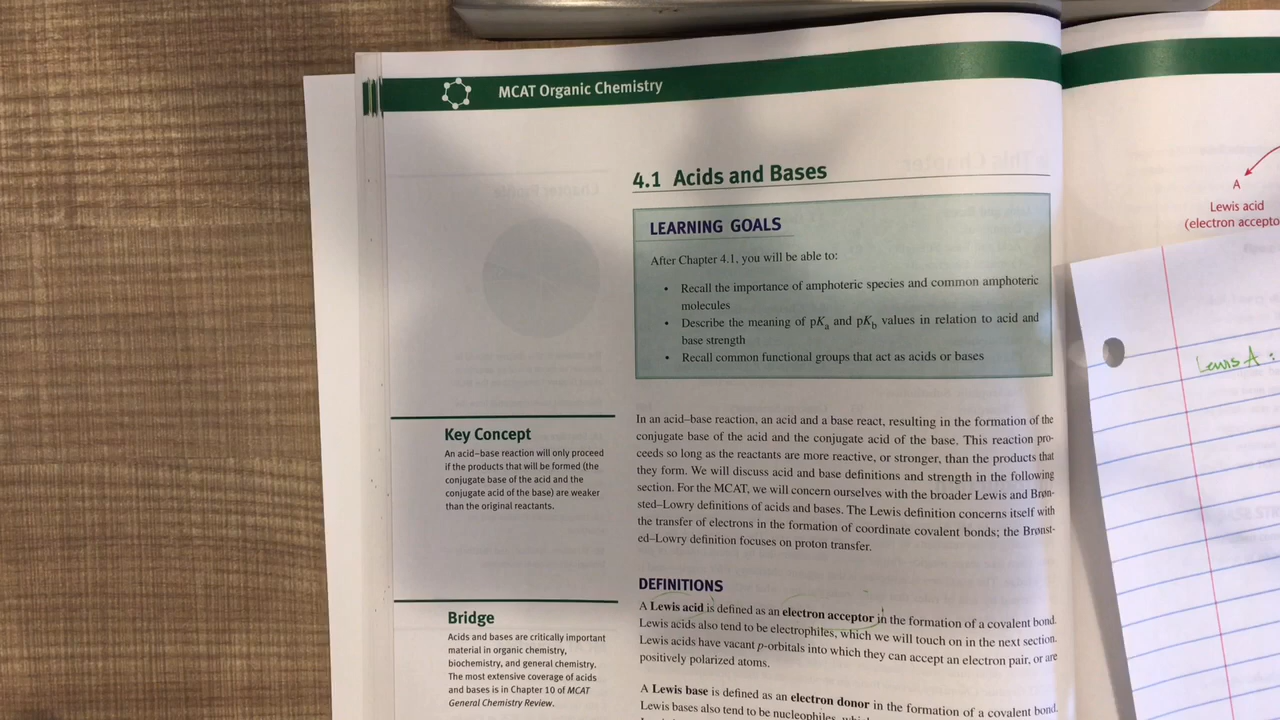 MCAT Organic Chemistry
4.1 Acids and Bases
LEARNING GOALS
After Chapter 4.1, you will be able to:
• Recall the importance of amphoteric species and common amphoteric
molecules
• Describe the meaning of pKa and pKb values in relation to acid and
base strength
• Recall common functional groups that act as acids or bases
Key Concept
An acid–base reaction will only proceed
if the products that will be formed (the
conjugate base of the acid and the
conjugate acid of the base) are weaker
than the original reactants.
In an acid–base reaction, an acid and a base react, resulting in the formation of the
conjugate base of the acid and the conjugate acid of the base. This reaction pro-
ceeds so long as the reactants are more reactive, or stronger, than the products that
they form. We will discuss acid and base definitions and strength in the following
section. For the MCAT, we will concern ourselves with the broader Lewis and Brøn-
sted–Lowry definitions of acids and bases. The Lewis definition concerns itself with
the transfer of electrons in the formation of coordinate covalent bonds; the Brønst-
ed–Lowry definition focuses on proton transfer.
Bridge
Acids and bases are critically important
material in organic chemistry,
biochemistry, and general chemistry.
The most extensive coverage of acids
and bases is in Chapter 10 of MCAT
General Chemistry Review.
DEFINITIONS
A Lewis acid is defined as an electron acceptor in the formation of a covalent bond.
Lewis acids also tend to be electrophiles, which we will touch on in the next section.
Lewis acids have vacant p-orbitals into which they can accept an electron pair, or are
positively polarized atoms.
A Lewis base is defined as an electron donor in the formation of a covalent bond.
Lewis bases also tend to be nucleophiles,
A
Lewis acid
(electron accepto
Lewis A :